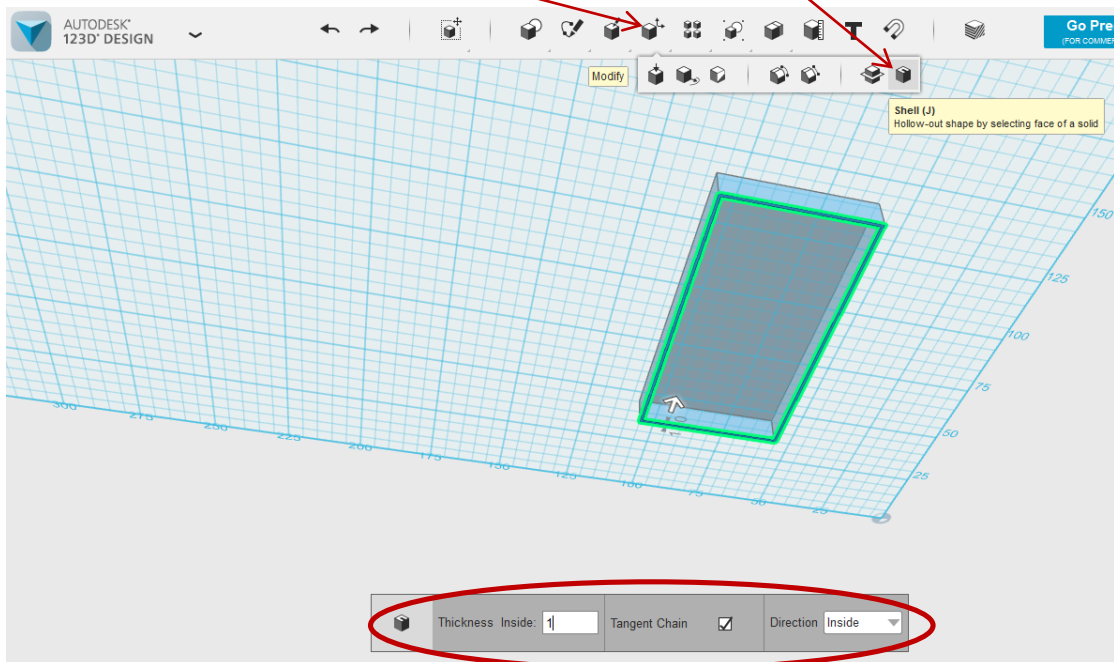 AUTODESK®
123D® DESIGN
Go Pre
(FOR COMMER
Modify
Shell (J)
Hollow-out shape by selecting face of a solid
150
125
100
75
50
25
300
275
250
225
200
175
150
125
100
75
50
25
Thickness Inside: 1
Tangent Chain
Direction Inside